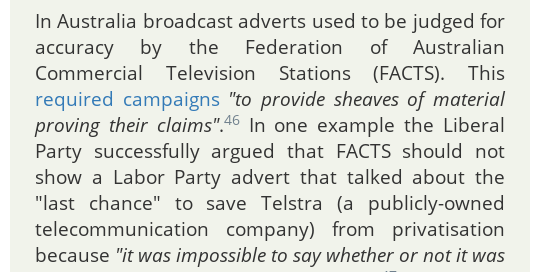 In Australia broadcast adverts used to be judged for
accuracy by the Federation of Australian
Commercial Television Stations (FACTS). This
required campaigns "to provide sheaves of material
proving their claims".46 In one example the Liberal
Party successfully argued that FACTS should not
show a Labor Party advert that talked about the
"last chance" to save Telstra (a publicly-owned
telecommunication company) from privatisation
because "it was impossible to say whether or not it was